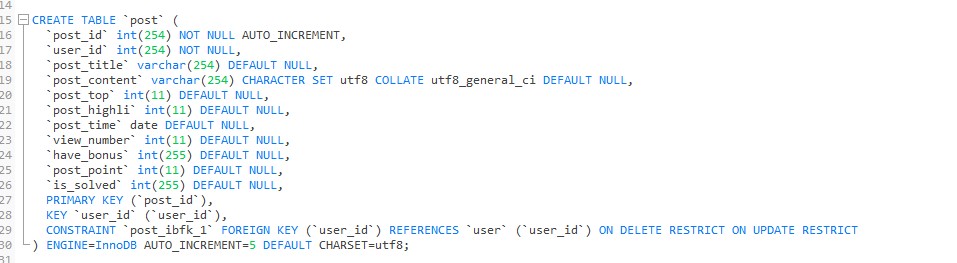 14
15 CREATE TABLE `post` (
16 `post_id` int(254) NOT NULL AUTO_INCREMENT,
17 `user_id` int(254) NOT NULL,
18 `post_title` varchar(254) DEFAULT NULL,
19 `post_content` varchar(254) CHARACTER SET utf8 COLLATE utf8_general_ci DEFAULT NULL,
20 `post_top` int(11) DEFAULT NULL,
21 `post_highli` int(11) DEFAULT NULL,
22 `post_time` date DEFAULT NULL,
23 `view_number` int(11) DEFAULT NULL,
24 `have_bonus` int(255) DEFAULT NULL,
25 `post_point` int(11) DEFAULT NULL,
26 `is_solved` int(255) DEFAULT NULL,
27 PRIMARY KEY (`post_id`),
28 KEY `user_id` (`user_id`),
29 CONSTRAINT `post_ibfk_1` FOREIGN KEY (`user_id`) REFERENCES `user` (`user_id`) ON DELETE RESTRICT ON UPDATE RESTRICT
30 ) ENGINE=InnoDB AUTO_INCREMENT=5 DEFAULT CHARSET=utf8;
31